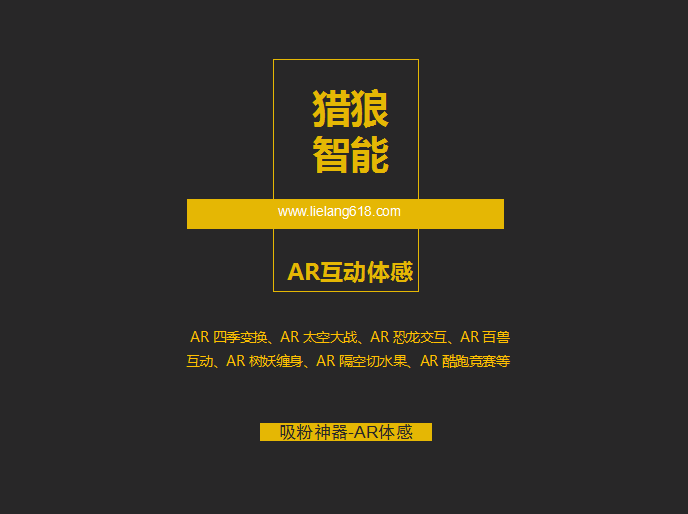 猎狼
智能
www.lielang618.com
AR互动体感
AR 四季变换、AR 太空大战、AR 恐龙交互、AR 百兽
互动、AR 树妖缠身、AR 隔空切水果、AR 酷跑竞赛等
吸粉神器-AR体感